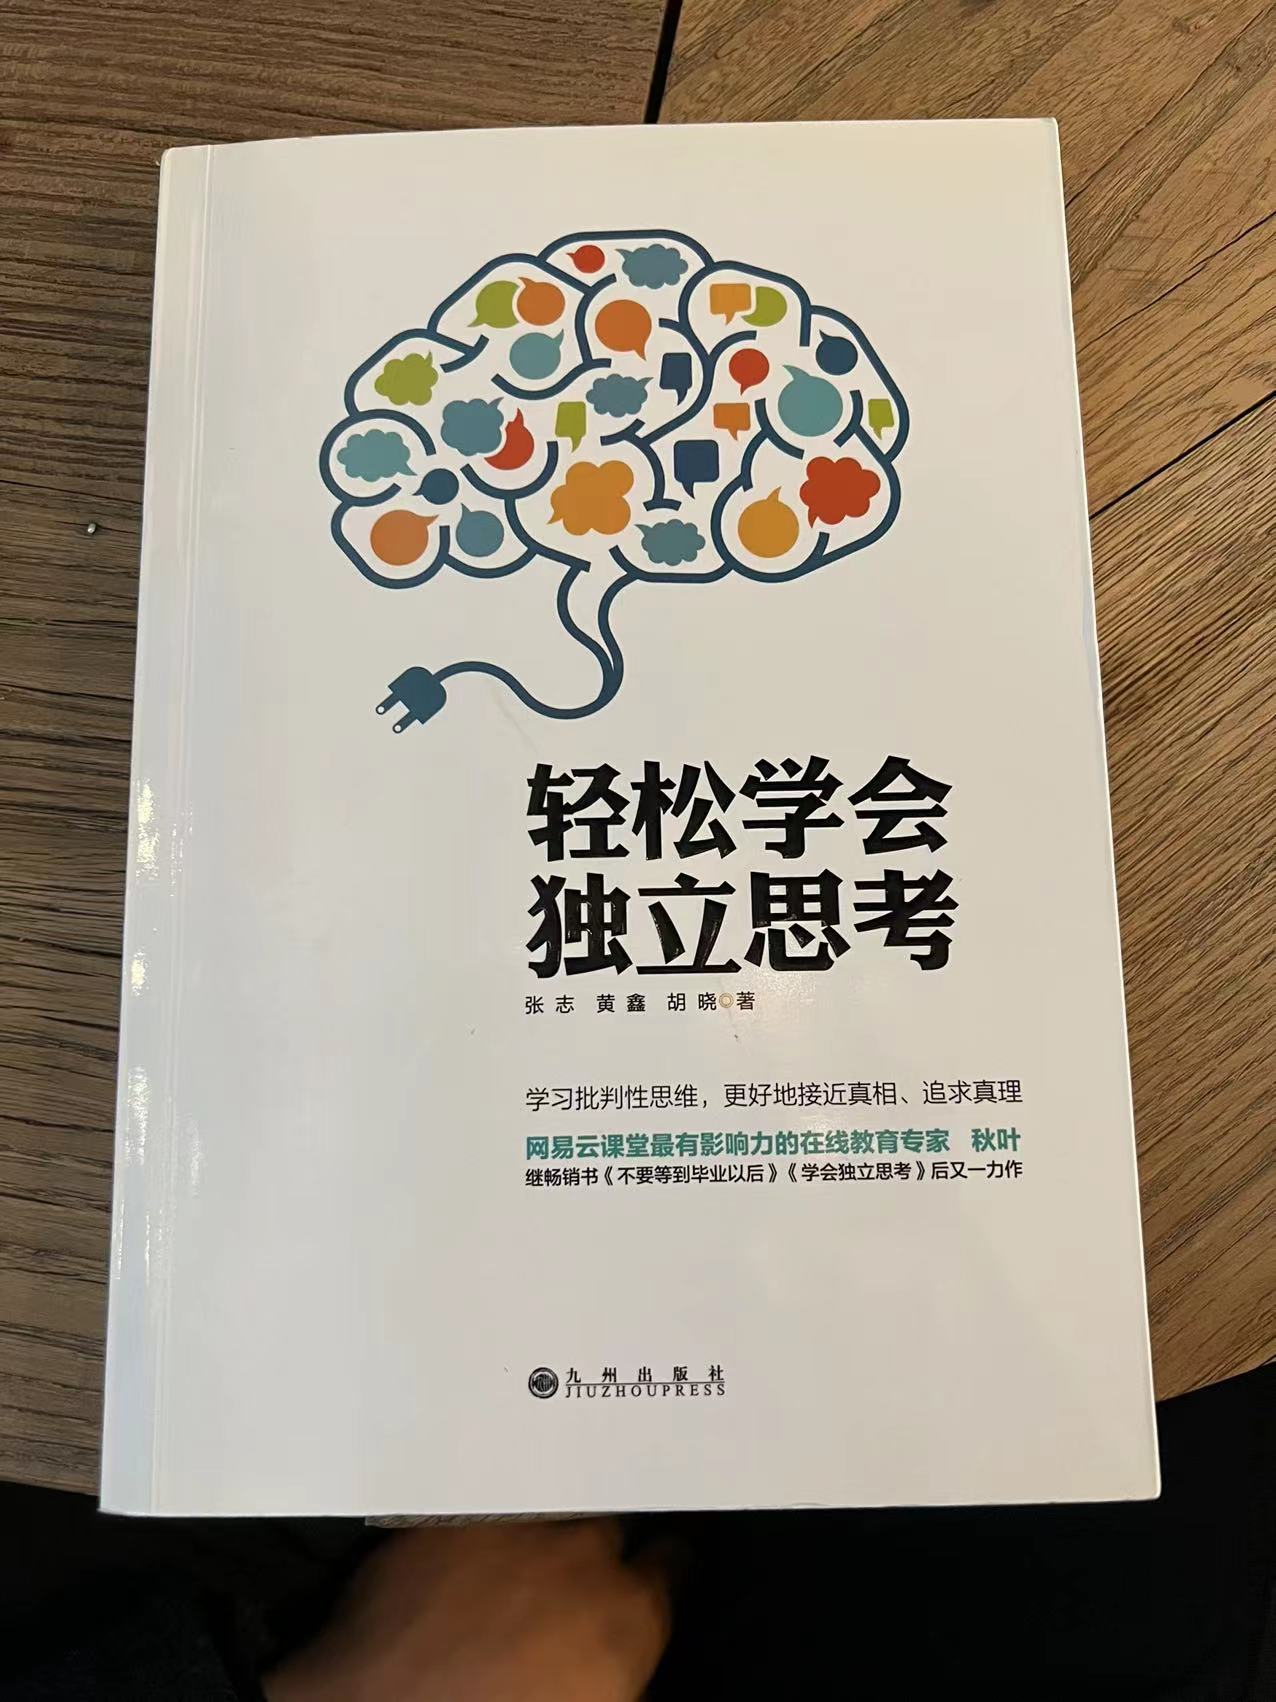 轻松学会
独立思考
张志 黄鑫 胡晓◎著
学习批判性思维，更好地接近真相、追求真理
网易云课堂最有影响力的在线教育专家 秋叶
继畅销书《不要等到毕业以后》《学会独立思考》后又一力作
九州出版社
JIUZHOUPRESS